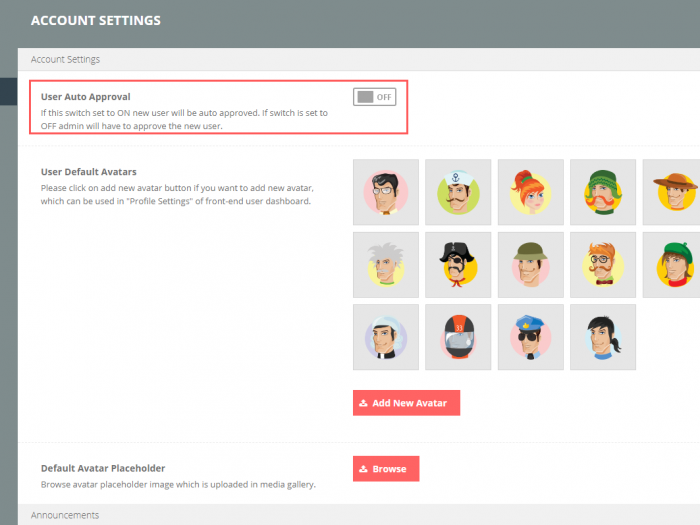 ACCOUNT SETTINGS
Account Settings
User Auto Approval
OFF
If this switch set to ON new user will be auto approved. If switch is set to
OFF admin will have to approve the new user.
User Default Avatars
Please click on add new avatar button if you want to add new avatar,
which can be used in "Profile Settings" of front-end user dashboard.
Add New Avatar
Default Avatar Placeholder
Browse avatar placeholder image which is uploaded in media gallery.
Browse
Announcements